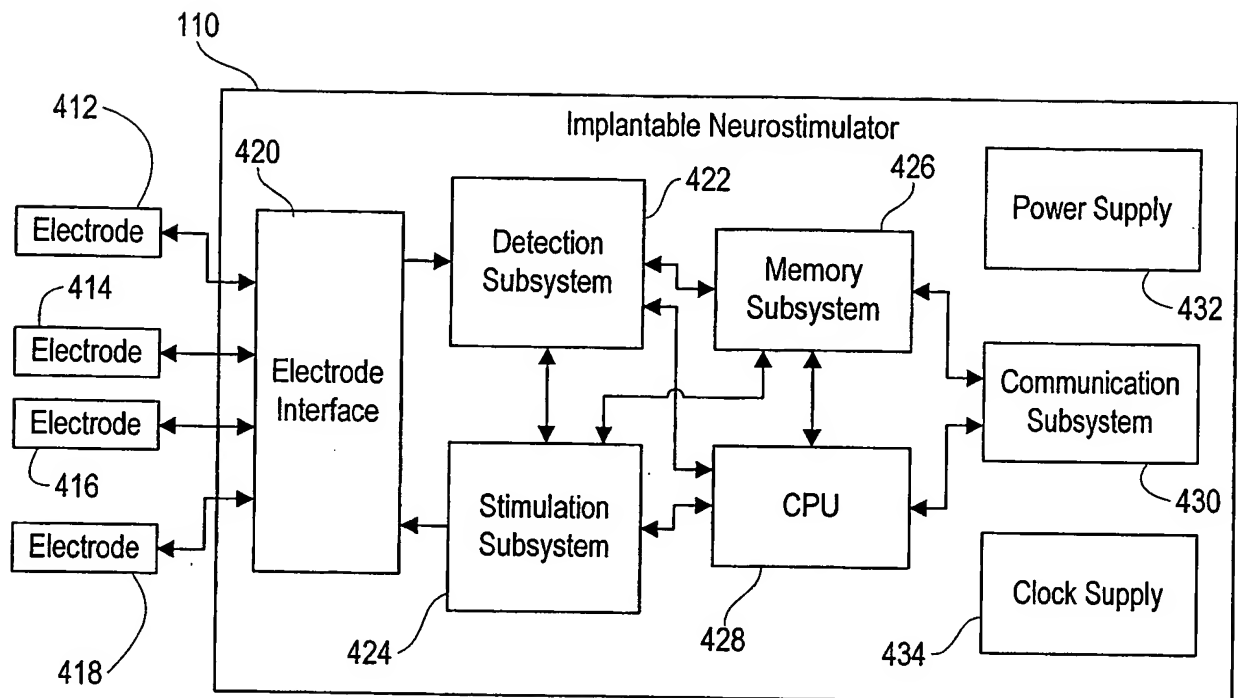 110
412
Implantable Neurostimulator
420
422
426
Electrode
Detection
Subsystem
Memory
Subsystem
Power Supply
414
432
Electrode
Electrode
Interface
Communication
Subsystem
Electrode
416
Stimulation
Subsystem
CPU
430
Electrode
Clock Supply
424
428
434
418